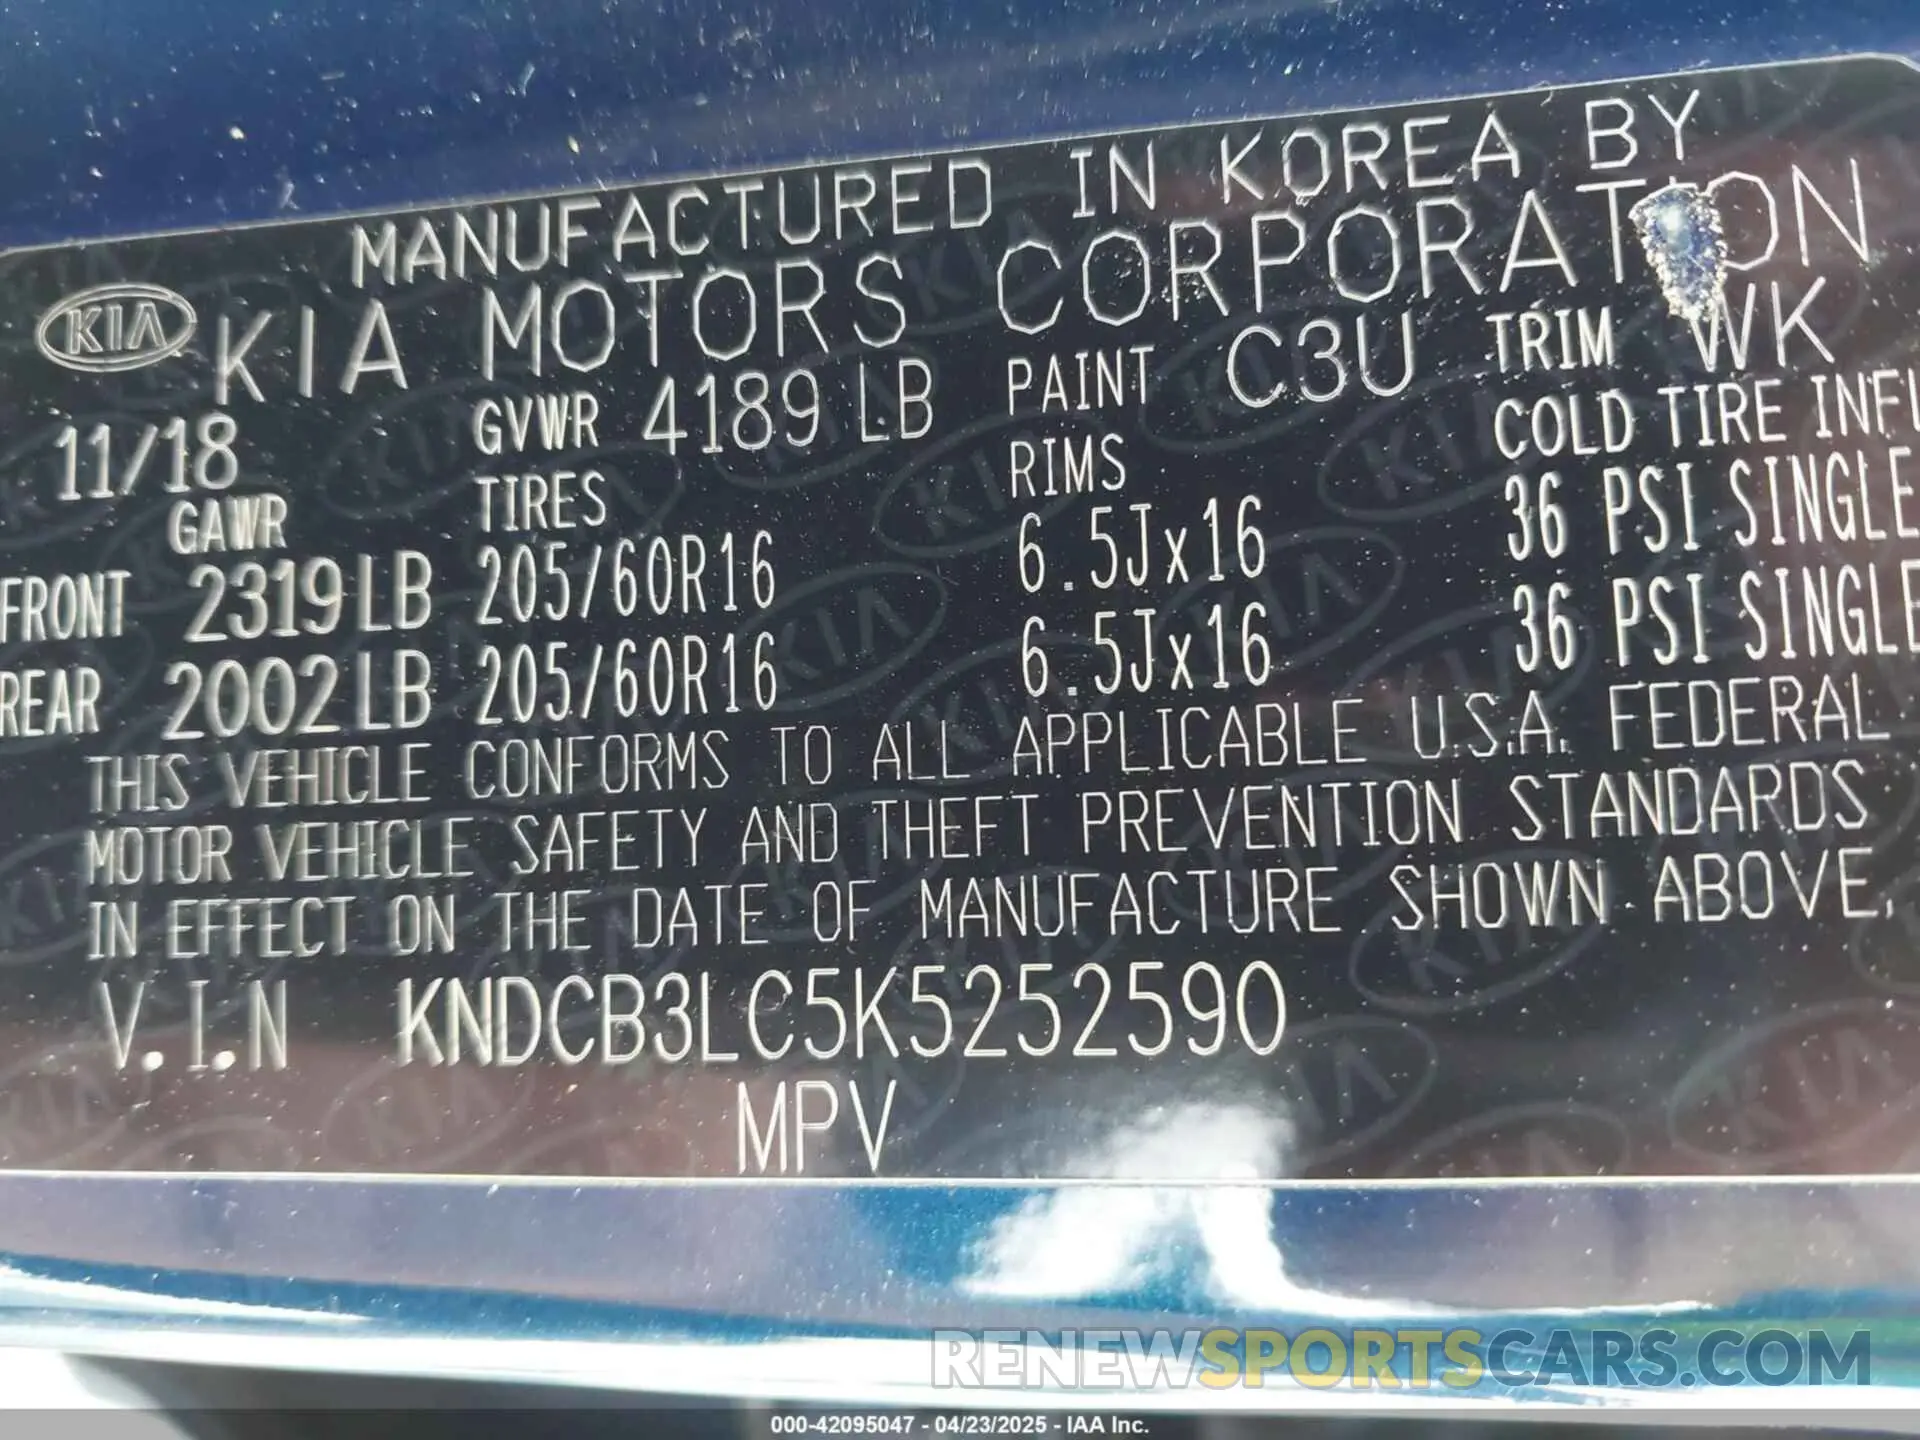 MANUFACTURED IN KOREA BY
KIA KIA MOTORS CORPORATION
11/18 GVWR 4189 LB PAINT C3U TRIM WK
GAWR TIRES RIMS COLD TIRE INFL
FRONT 2319 LB 205/60R16 6.5Jx16 36 PSI SINGLE
REAR 2002 LB 205/60R16 6.5Jx16 36 PSI SINGLE
THIS VEHICLE CONFORMS TO ALL APPLICABLE U.S.A. FEDERAL
MOTOR VEHICLE SAFETY AND THEFT PREVENTION STANDARDS
IN EFFECT ON THE DATE OF MANUFACTURE SHOWN ABOVE.
V.I.N KNDCB3LC5K5252590
MPV
RENEWSPORTSCARS.COM
000-42095047 - 04/23/2025 - IAA Inc.